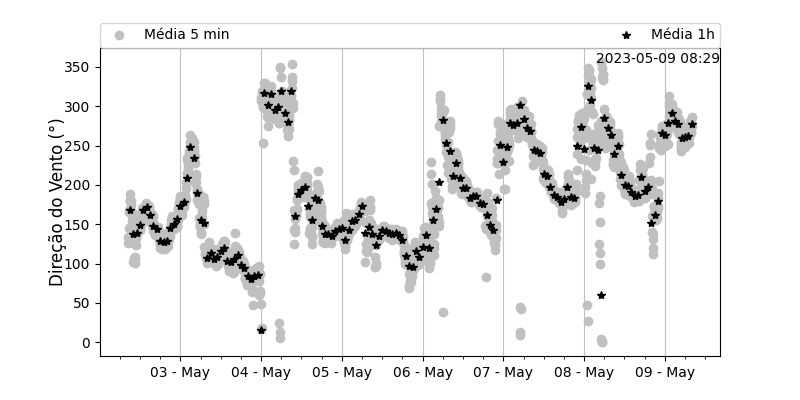 Média 5 min
Média 1h
2023-05-09 08:29
Direção do Vento (°)
350
300
250
200
150
100
50
0
03 - May
04 - May
05 - May
06 - May
07 - May
08 - May
09 - May